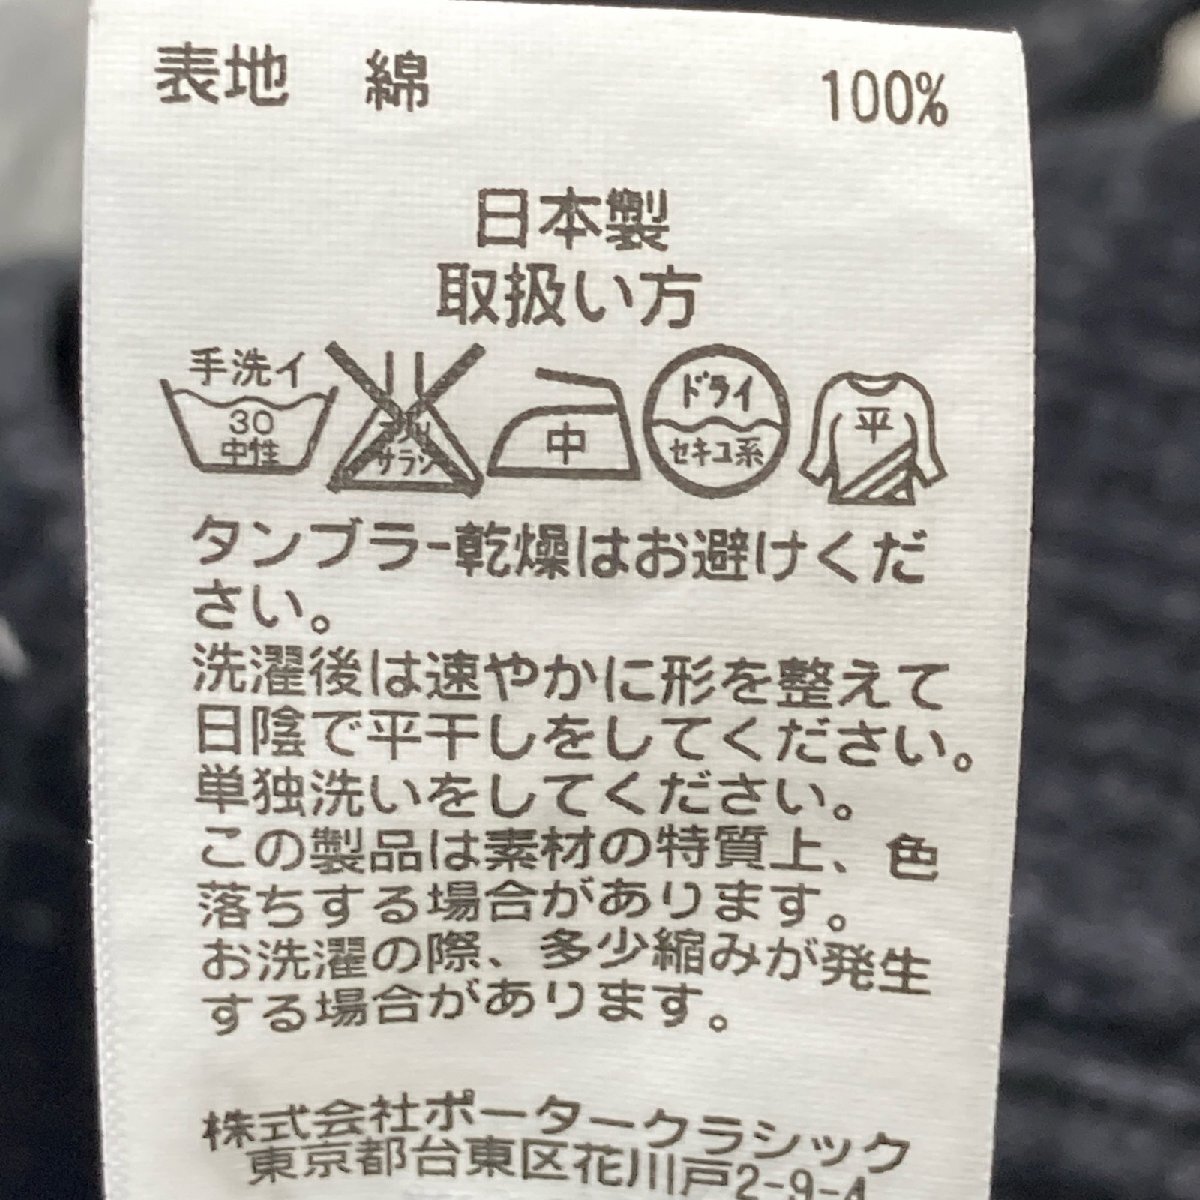 表地　綿　100%
日本製
取扱い方
手洗イ
30
中性
エンソ
サラシ
中
ドライ
セキユ系
平
タンブラー乾燥はお避けくだ
さい。
洗濯後は速やかに形を整えて
日陰で平干しをしてください。
単独洗いをしてください。
この製品は素材の特質上、色
落ちする場合があります。
お洗濯の際、多少縮みが発生
する場合があります。
株式会社ポータークラシック
東京都台東区花川戸2-9-4